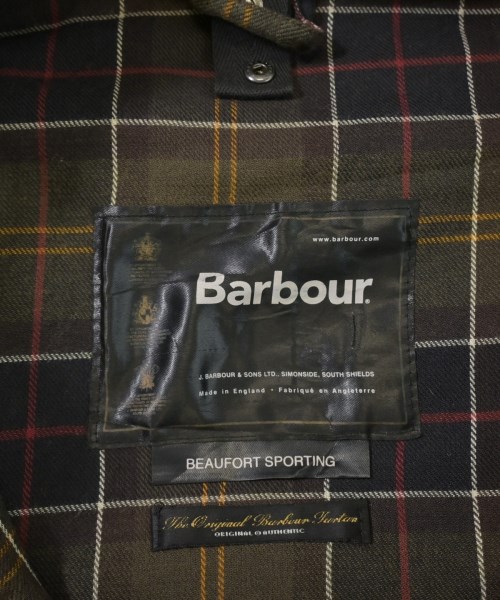 www.barbour.com
Barbour.
J. BARBOUR & SONS LTD., SIMONSIDE, SOUTH SHIELDS
Made in England • Fabriqué en Angleterre
BEAUFORT SPORTING
The Original Barbour Tartan
ORIGINAL & AUTHENTIC